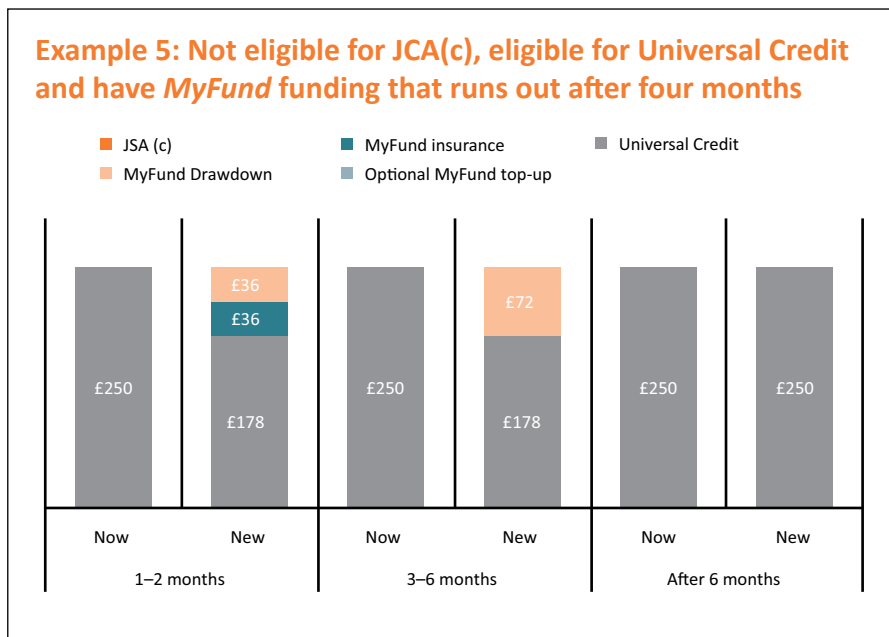 Example 5: Not eligible for JCA(c), eligible for Universal Credit
and have MyFund funding that runs out after four months
JSA (c)
MyFund insurance
Universal Credit
MyFund Drawdown
Optional MyFund top-up
£250
£36
£36
£178
£250
£72
£178
£250
£250
Now
New
Now
New
Now
New
1–2 months
3–6 months
After 6 months